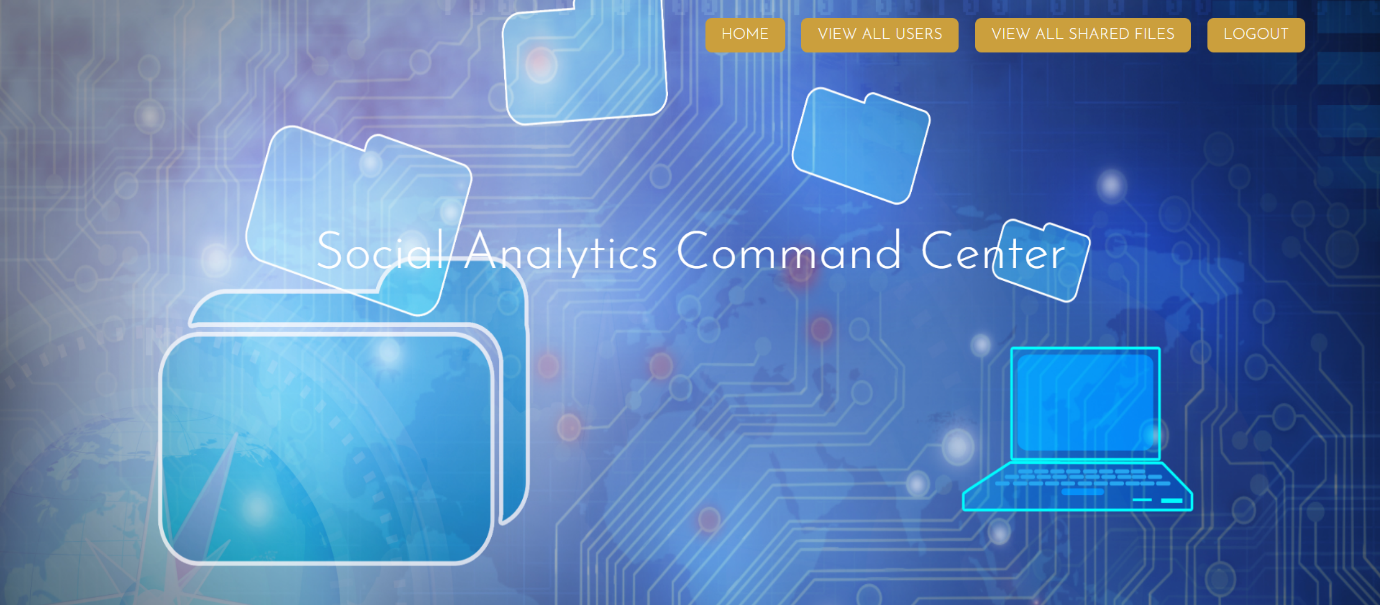 HOME
VIEW ALL USERS
VIEW ALL SHARED FILES
LOGOUT
Social Analytics Command Center